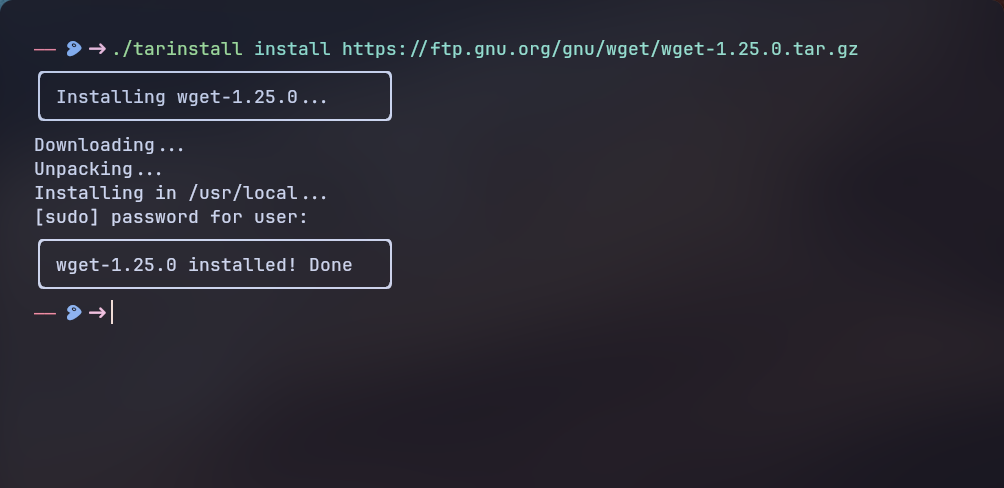 ── → ./tarinstall install https://ftp.gnu.org/gnu/wget/wget-1.25.0.tar.gz
Installing wget-1.25.0...
Downloading...
Unpacking...
Installing in /usr/local...
[sudo] password for user:
wget-1.25.0 installed! Done
── →